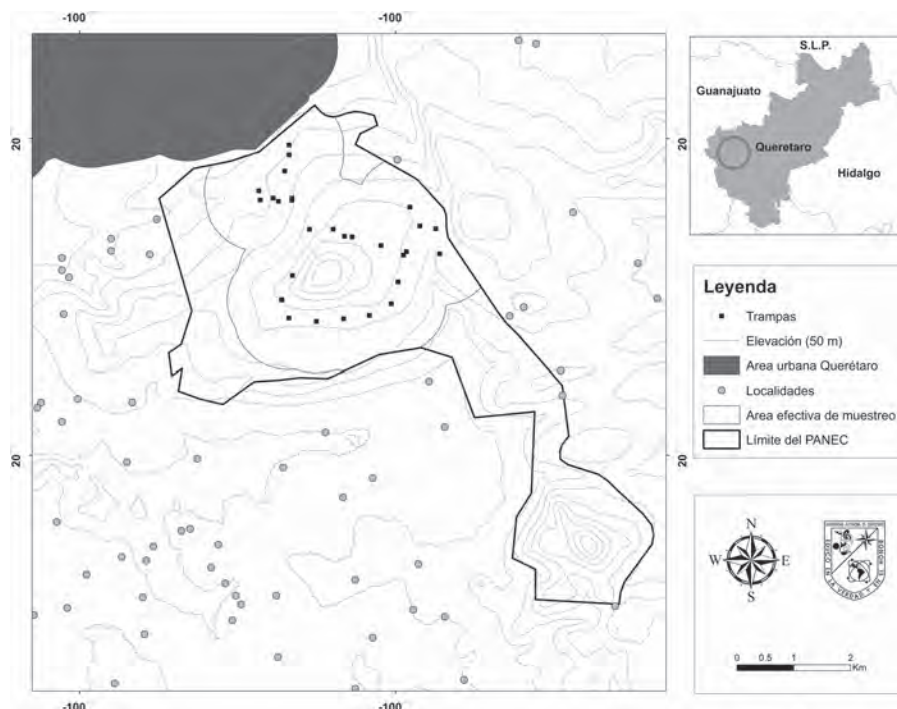 -100
-100
20
20
20
20
-100
-100
S.L.P.
Guanajuato
Queretaro
Hidalgo
Leyenda
Trampas
Elevación (50 m)
Area urbana Querétaro
Localidades
Area efectiva de muestreo
Límite del PANEC
N
W
E
S
0 0.5 1 2
Km